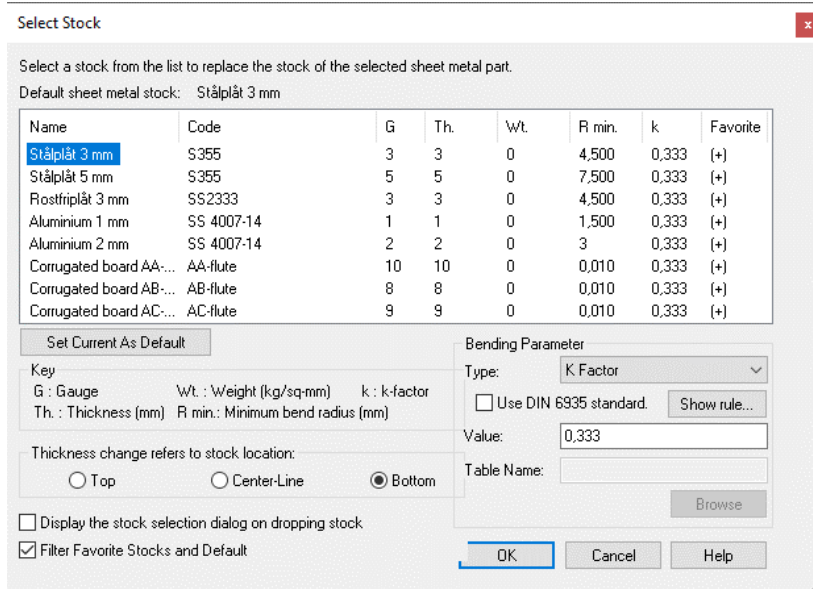 Select Stock
x
Select a stock from the list to replace the stock of the selected sheet metal part.
Default sheet metal stock: Stålplåt 3 mm
Name Code G Th. Wt. R min. k Favorite
Stålplåt 3 mm S355 3 3 0 4,500 0,333 (+)
Stålplåt 5 mm S355 5 5 0 7,500 0,333 (+)
Rostfriplåt 3 mm SS2333 3 3 0 4,500 0,333 (+)
Aluminium 1 mm SS 4007-14 1 1 0 1,500 0,333 (+)
Aluminium 2 mm SS 4007-14 2 2 0 3 0,333 (+)
Corrugated board AA-... AA-flute 10 10 0 0,010 0,333 (+)
Corrugated board AB-... AB-flute 8 8 0 0,010 0,333 (+)
Corrugated board AC-... AC-flute 9 9 0 0,010 0,333 (+)
Set Current As Default
Key
G : Gauge Wt. : Weight (kg/sq-mm) k : k-factor
Th. : Thickness (mm) R min.: Minimum bend radius (mm)
Thickness change refers to stock location:
Top Center-Line Bottom
Display the stock selection dialog on dropping stock
Filter Favorite Stocks and Default
Bending Parameter
Type: K Factor
Use DIN 6935 standard. Show rule...
Value: 0,333
Table Name:
Browse
OK Cancel Help